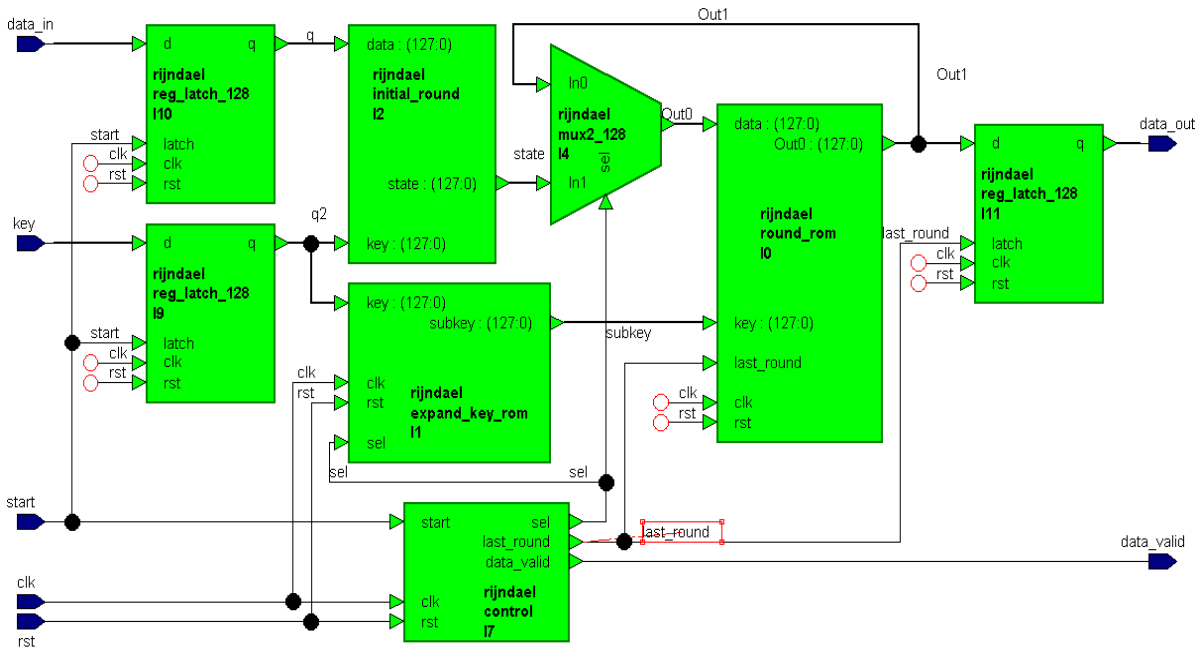 data_in
d q
rijndael
reg_latch_128
I10
start
latch
clk
clk
rst
rst
q
data : (127:0)
rijndael
initial_round
I2
state : (127:0)
key : (127:0)
state
Out1
In0
rijndael
mux2_128
I4
sel
In1
Out0
data : (127:0)
Out0 : (127:0)
rijndael
round_rom
I0
key : (127:0)
last_round
clk
clk
rst
rst
Out1
d q
rijndael
reg_latch_128
I11
last_round
latch
clk
clk
rst
rst
data_out
key
d q
rijndael
reg_latch_128
I9
start
latch
clk
clk
rst
rst
q2
key : (127:0)
subkey : (127:0)
clk
clk
rst
rst
rijndael
expand_key_rom
I1
sel
sel
sel
subkey
start
start sel
last_round
data_valid
rijndael
control
I7
clk
rst
last_round
data_valid
clk
rst